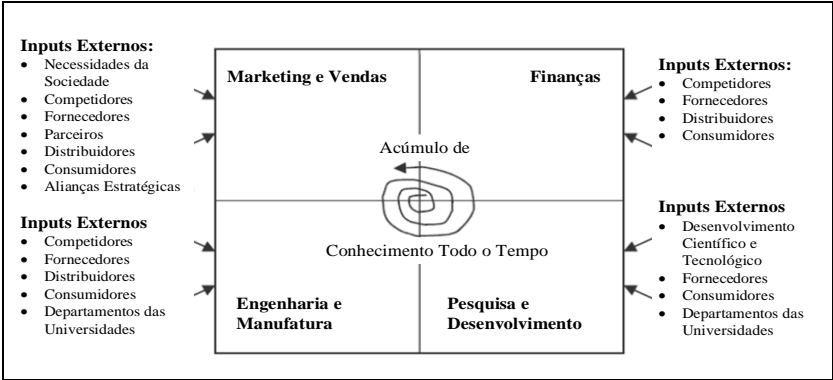 Inputs Externos:
• Necessidades da
Sociedade
• Competidores
• Fornecedores
• Parceiros
• Distribuidores
• Consumidores
• Alianças Estratégicas
Inputs Externos
• Competidores
• Fornecedores
• Distribuidores
• Consumidores
• Departamentos das
Universidades
Marketing e Vendas
Finanças
Acúmulo de
Conhecimento Todo o Tempo
Engenharia e
Manufatura
Pesquisa e
Desenvolvimento
Inputs Externos:
• Competidores
• Fornecedores
• Distribuidores
• Consumidores
Inputs Externos
• Desenvolvimento
Científico e
Tecnológico
• Fornecedores
• Consumidores
• Departamentos das
Universidades